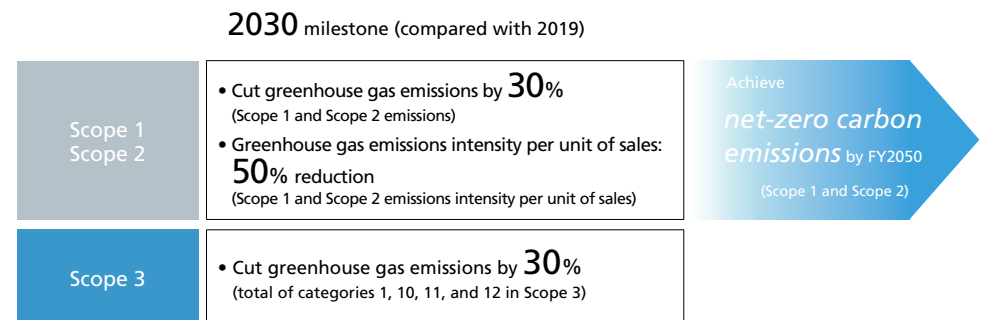 2030 milestone (compared with 2019)
Scope 1
Scope 2
• Cut greenhouse gas emissions by 30%
(Scope 1 and Scope 2 emissions)
• Greenhouse gas emissions intensity per unit of sales:
50% reduction
(Scope 1 and Scope 2 emissions intensity per unit of sales)
Achieve
net-zero carbon
emissions by FY2050
(Scope 1 and Scope 2)
Scope 3
• Cut greenhouse gas emissions by 30%
(total of categories 1, 10, 11, and 12 in Scope 3)